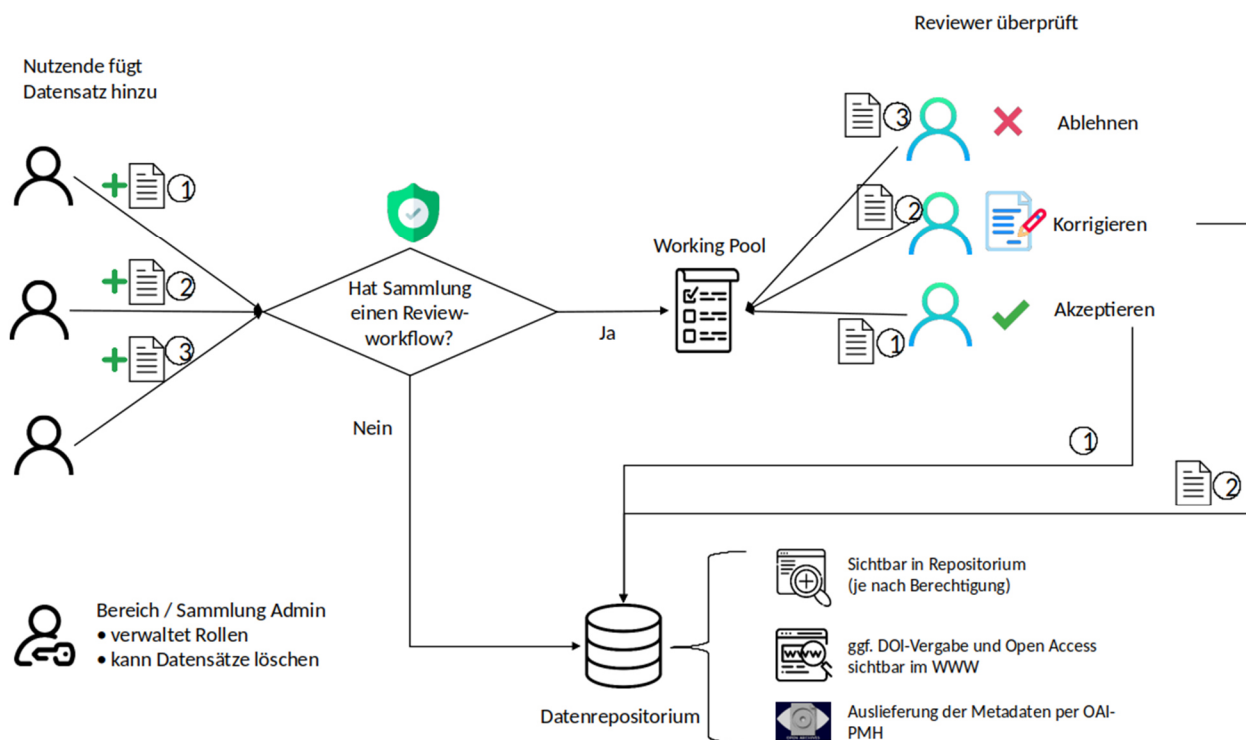 Reviewer überprüft
Nutzende fügt
Datensatz hinzu
3
Ablehnen
1
2
Korrigieren
Working Pool
2
Hat Sammlung
einen Review-
workflow?
Akzeptieren
Ja
3
1
Nein
1
2
Sichtbar in Repositorium
(je nach Berechtigung)
Bereich / Sammlung Admin
• verwaltet Rollen
• kann Datensätze löschen
WWW
ggf. DOI-Vergabe und Open Access
sichtbar im WWW
Datenrepositorium
Auslieferung der Metadaten per OAI-
PMH